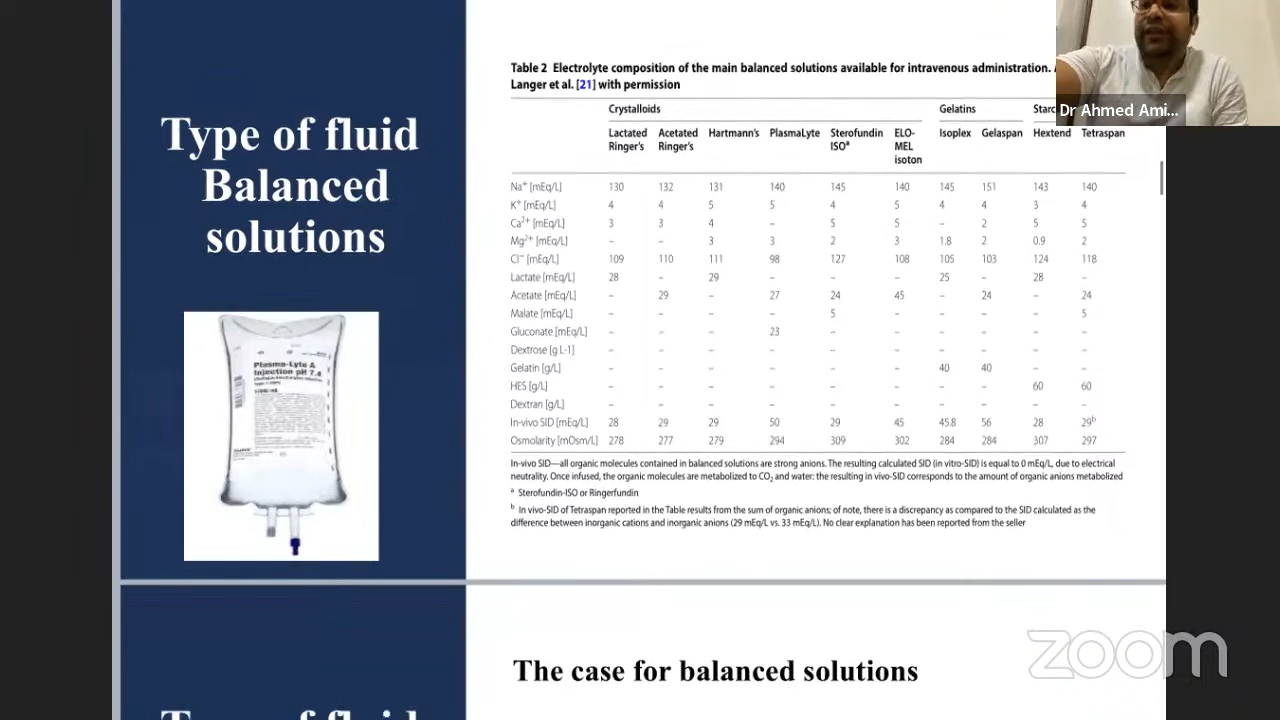 Type of fluid
Balanced
solutions
Plasma-Lyte A
Injection pH 7.4
Table 2 Electrolyte composition of the main balanced solutions available for intravenous administration.
Langer et al. [21] with permission
Crystalloids Gelatins Starc
Lactated Ringer's Acetated Ringer's Hartmann's PlasmaLyte Sterofundin ISOᵃ ELO-MEL isoton Isoplex Gelaspan Hextend Tetraspan
Na⁺ [mEq/L] 130 132 131 140 145 140 145 151 143 140
K⁺ [mEq/L] 4 4 5 5 4 5 4 4 3 4
Ca²⁺ [mEq/L] 3 3 4 – 5 5 – 2 5 5
Mg²⁺ [mEq/L] – – 3 3 2 3 1.8 2 0.9 2
Cl⁻ [mEq/L] 109 110 111 98 127 108 105 103 124 118
Lactate [mEq/L] 28 – 29 – – – 25 – 28 –
Acetate [mEq/L] – 29 – 27 24 45 – 24 – 24
Malate [mEq/L] – – – – 5 – – – – 5
Gluconate [mEq/L] – – – 23 – – – – – –
Dextrose [g L-1] – – – – – – – – – –
Gelatin [g/L] – – – – – – 40 40 – –
HES [g/L] – – – – – – – – 60 60
Dextran [g/L] – – – – – – – – – –
In-vivo SID [mEq/L] 28 29 29 50 29 45 45.8 56 28 29ᵇ
Osmolarity [mOsm/L] 278 277 279 294 309 302 284 284 307 297
In-vivo SID—all organic molecules contained in balanced solutions are strong anions. The resulting calculated SID (in vitro-SID) is equal to 0 mEq/L, due to electrical
neutrality. Once infused, the organic molecules are metabolized to CO₂ and water: the resulting in vivo-SID corresponds to the amount of organic anions metabolized
ᵃ Sterofundin-ISO or Ringerfundin
ᵇ In vivo-SID of Tetraspan reported in the Table results from the sum of organic anions; of note, there is a discrepancy as compared to the SID calculated as the
difference between inorganic cations and inorganic anions (29 mEq/L vs. 33 mEq/L). No clear explanation has been reported from the seller
Dr Ahmed Ami...
The case for balanced solutions
zoom
Type of fluid